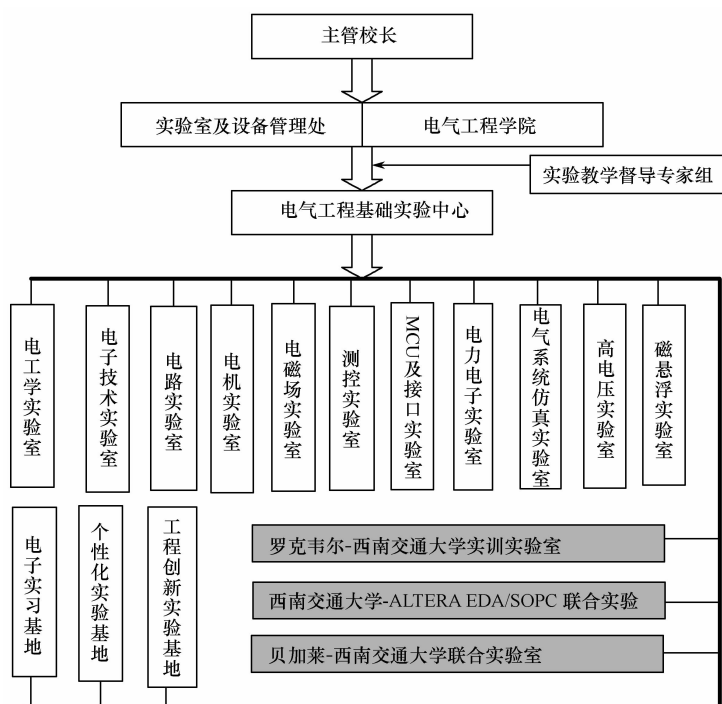 主管校长
实验室及设备管理处
电气工程学院
实验教学督导专家组
电气工程基础实验中心
电工学实验室
电子技术实验室
电路实验室
电机实验室
电磁场实验室
测控实验室
MCU及接口实验室
电力电子实验室
电气系统仿真实验室
高电压实验室
磁悬浮实验室
电子实习基地
个性化实验基地
工程创新实验基地
罗克韦尔-西南交通大学实训实验室
西南交通大学-ALTERA EDA/SOPC 联合实验
贝加莱-西南交通大学联合实验室